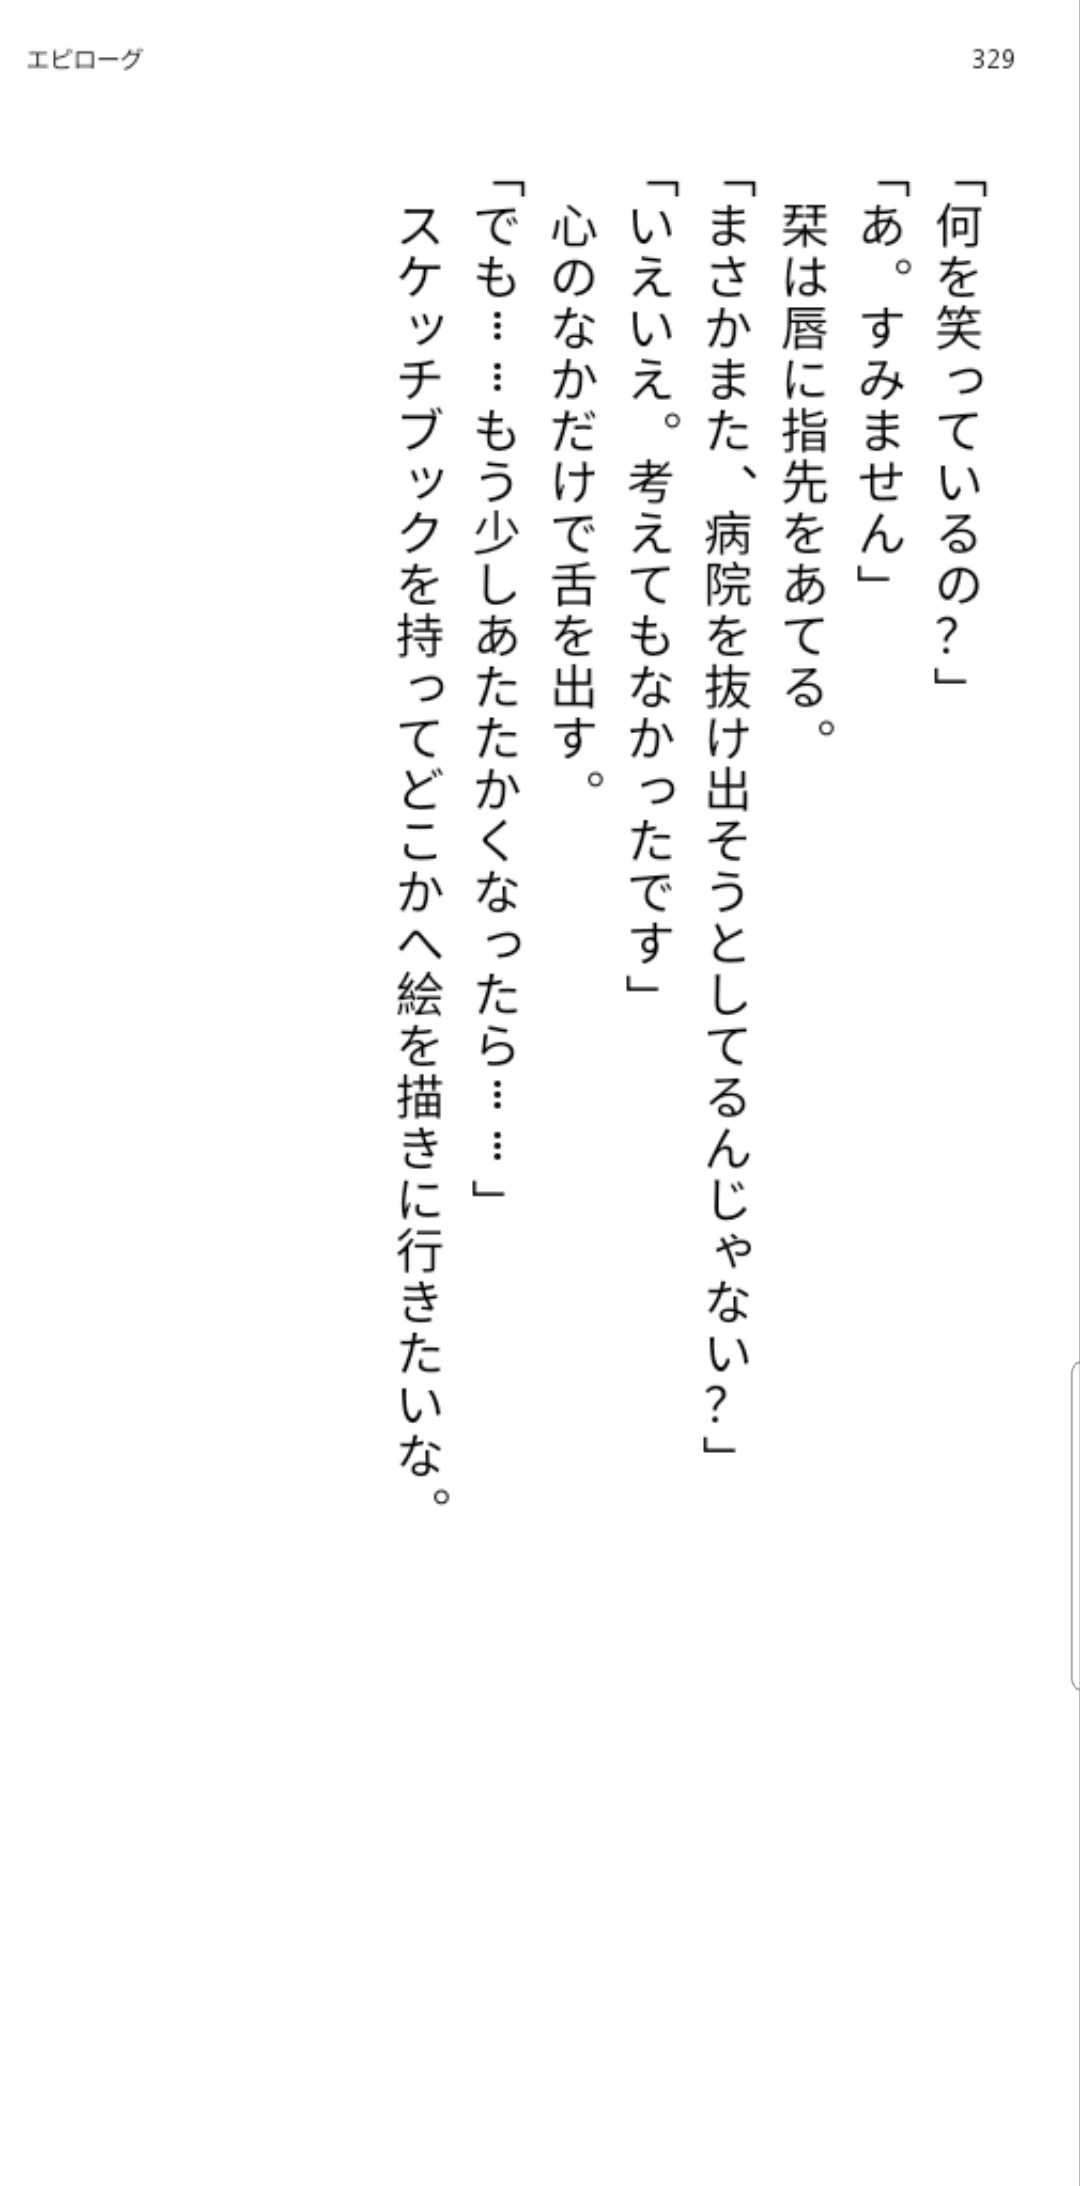 エピローグ
329
「何を笑っているの？」
「あ。すみません」
栞は唇に指先をあてる。
「まさかまた、病院を抜け出そうとしてるんじゃない？」
「いえいえ。考えてもなかったです」
心のなかだけで舌を出す。
「でも……もう少しあたたかくなったら……」
スケッチブックを持ってどこかへ絵を描きに行きたいな。